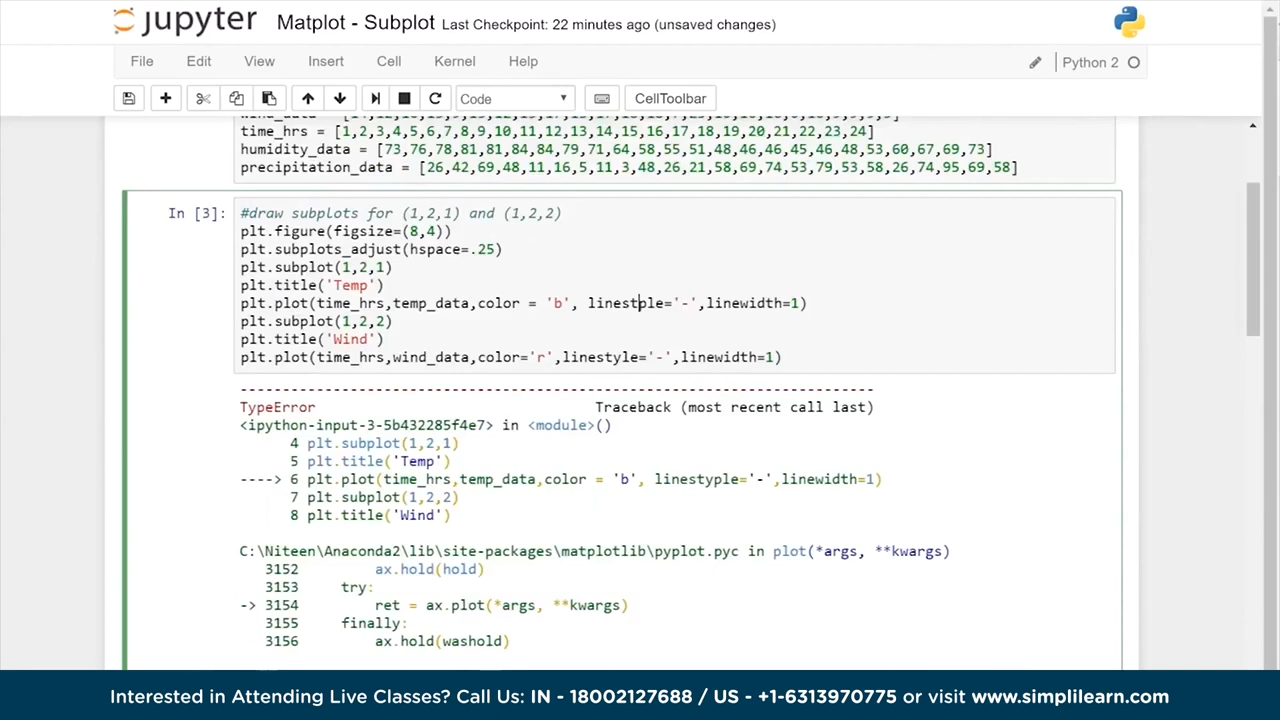 jupyter Matplot - Subplot Last Checkpoint: 22 minutes ago (unsaved changes)
File Edit View Insert Cell Kernel Help Python 2
Code CellToolbar
time_hrs = [1,2,3,4,5,6,7,8,9,10,11,12,13,14,15,16,17,18,19,20,21,22,23,24]
humidity_data = [73,76,78,81,81,84,84,79,71,64,58,55,51,48,46,46,45,46,48,53,60,67,69,73]
precipitation_data = [26,42,69,48,11,16,5,11,3,48,26,21,58,69,74,53,79,53,58,26,74,95,69,58]
In [3]: #draw subplots for (1,2,1) and (1,2,2)
plt.figure(figsize=(8,4))
plt.subplots_adjust(hspace=.25)
plt.subplot(1,2,1)
plt.title('Temp')
plt.plot(time_hrs,temp_data,color = 'b', linestple='-',linewidth=1)
plt.subplot(1,2,2)
plt.title('Wind')
plt.plot(time_hrs,wind_data,color='r',linestyle='-',linewidth=1)
---------------------------------------------------------------------------
TypeError Traceback (most recent call last)
<ipython-input-3-5b432285f4e7> in <module>()
4 plt.subplot(1,2,1)
5 plt.title('Temp')
----> 6 plt.plot(time_hrs,temp_data,color = 'b', linestyple='-',linewidth=1)
7 plt.subplot(1,2,2)
8 plt.title('Wind')
C:\Niteen\Anaconda2\lib\site-packages\matplotlib\pyplot.pyc in plot(*args, **kwargs)
3152 ax.hold(hold)
3153 try:
-> 3154 ret = ax.plot(*args, **kwargs)
3155 finally:
3156 ax.hold(washold)
Interested in Attending Live Classes? Call Us: IN - 18002127688 / US - +1-6313970775 or visit www.simplilearn.com